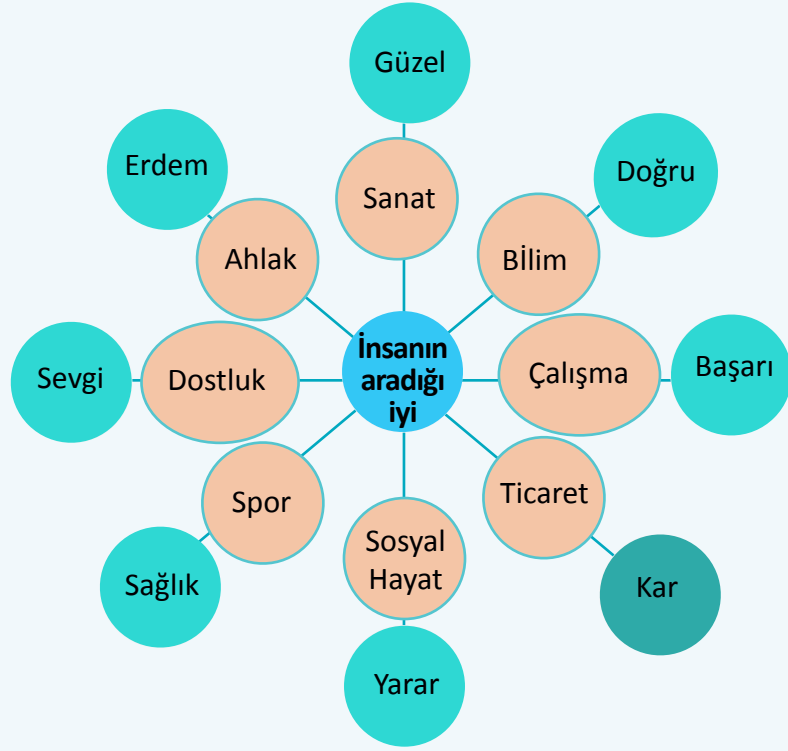 Güzel
Erdem
Sanat
Doğru
Ahlak
Bİlim
İnsanın
aradığı
iyi
Sevgi
Dostluk
Çalışma
Başarı
Spor
Ticaret
Sosyal
Hayat
Sağlık
Kar
Yarar